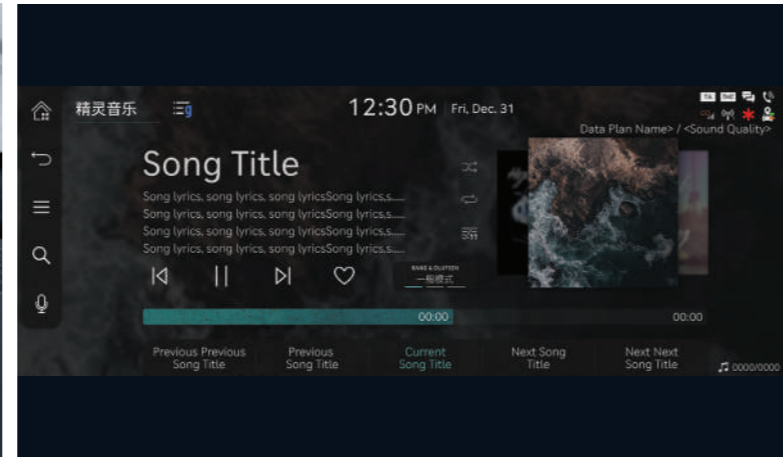 精灵音乐
12:30 PM Fri, Dec. 31
Data Plan Name> / <Sound Quality>
Song Title
Song lyrics, song lyrics, song lyricsSong lyrics,s......
Song lyrics, song lyrics, song lyricsSong lyrics,s......
Song lyrics, song lyrics, song lyricsSong lyrics,s......
Song lyrics, song lyrics, song lyricsSong lyrics,s......
BANG & OLUFSEN
一般模式
00:00 00:00
Previous Previous
Song Title
Previous
Song Title
Current
Song Title
Next Song
Title
Next Next
Song Title
0000/0000